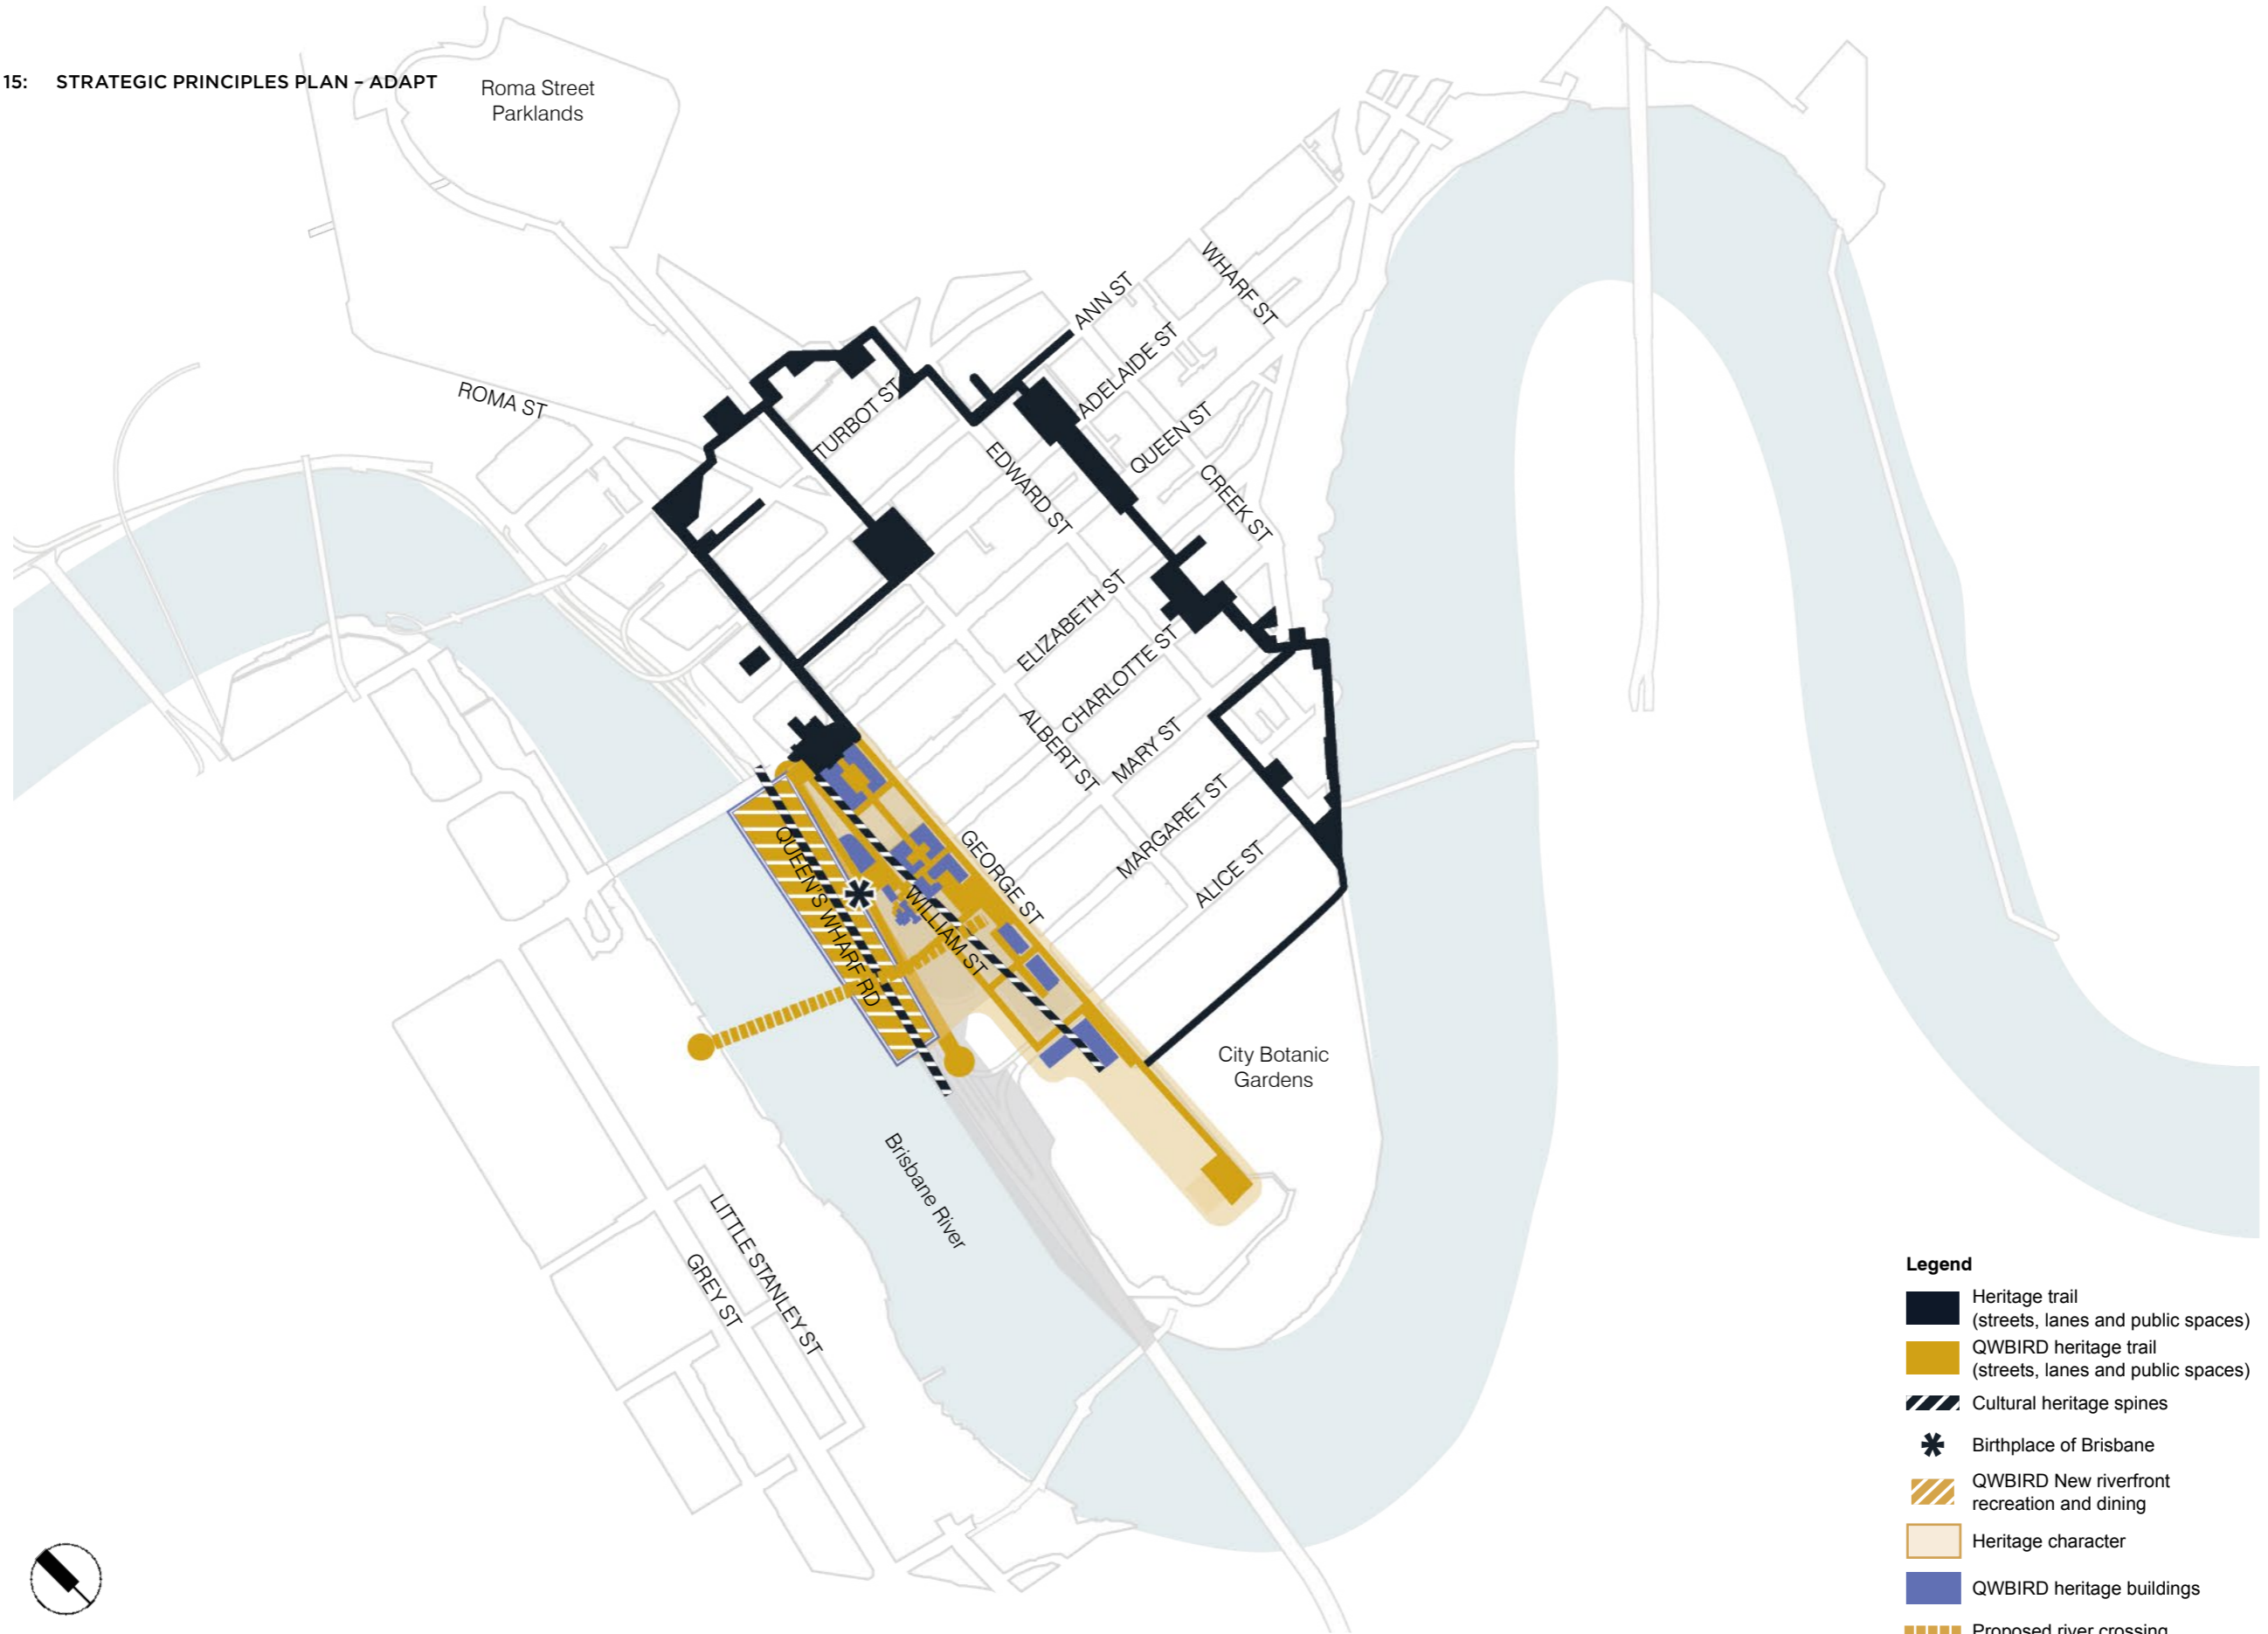 15: STRATEGIC PRINCIPLES PLAN – ADAPT
Roma Street
Parklands
WHARF ST
ANN ST
ADELAIDE ST
ROMA ST
TURBOT ST
QUEEN ST
EDWARD ST
CREEK ST
ELIZABETH ST
CHARLOTTE ST
ALBERT ST
MARY ST
MARGARET ST
GEORGE ST
ALICE ST
QUEEN'S WHARF RD
WILLIAM ST
City Botanic
Gardens
Brisbane River
LITTLE STANLEY ST
GREY ST
Legend
Heritage trail
(streets, lanes and public spaces)
QWBIRD heritage trail
(streets, lanes and public spaces)
Cultural heritage spines
Birthplace of Brisbane
QWBIRD New riverfront
recreation and dining
Heritage character
QWBIRD heritage buildings
Proposed river crossing